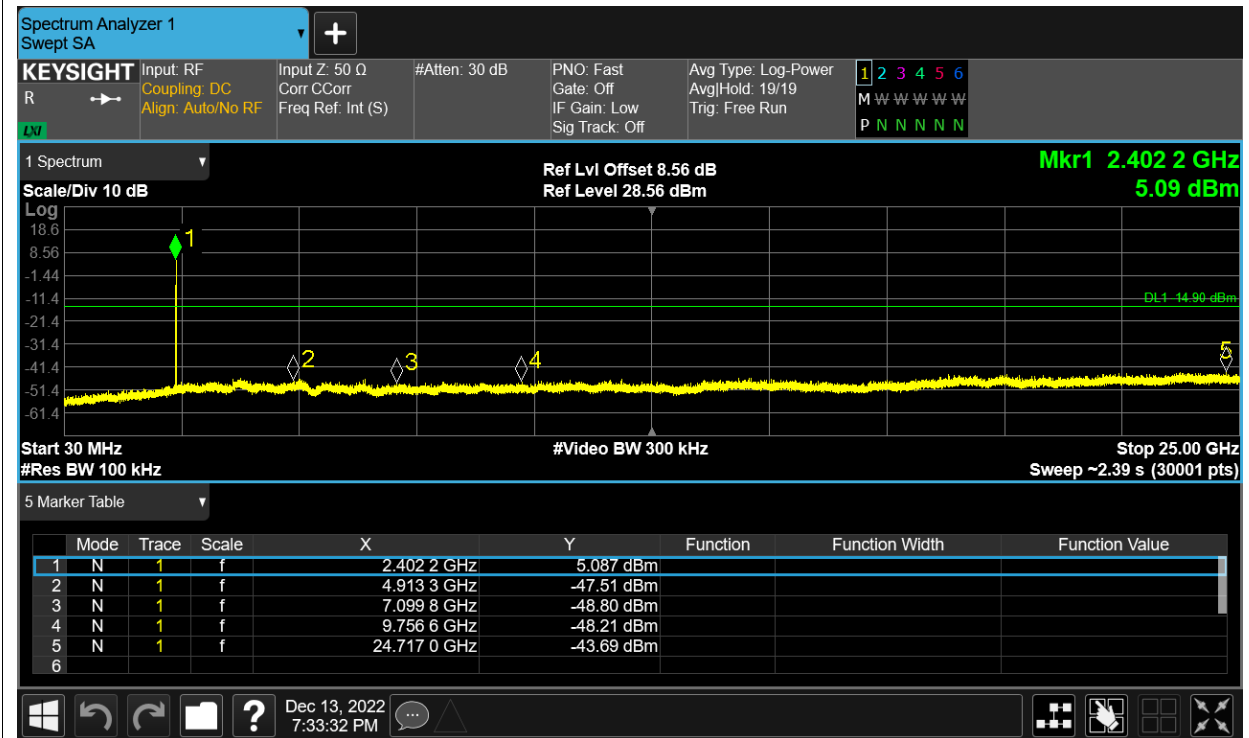 Spectrum Analyzer 1
Swept SA
+
KEYSIGHT
R
LXI
Input: RF
Coupling: DC
Align: Auto/No RF
Input Z: 50 Ω
Corr CCorr
Freq Ref: Int (S)
#Atten: 30 dB
PNO: Fast
Gate: Off
IF Gain: Low
Sig Track: Off
Avg Type: Log-Power
Avg|Hold: 19/19
Trig: Free Run
1 2 3 4 5 6
M W W W W W
P N N N N N
1 Spectrum
Scale/Div 10 dB
Ref Lvl Offset 8.56 dB
Ref Level 28.56 dBm
Mkr1 2.402 2 GHz
5.09 dBm
Log
18.6
8.56
-1.44
-11.4
-21.4
-31.4
-41.4
-51.4
-61.4
1
2
3
4
5
DL1 -14.90 dBm
Start 30 MHz
#Res BW 100 kHz
#Video BW 300 kHz
Stop 25.00 GHz
Sweep ~2.39 s (30001 pts)
5 Marker Table
Mode Trace Scale X Y Function Function Width Function Value
1 N 1 f 2.402 2 GHz 5.087 dBm
2 N 1 f 4.913 3 GHz -47.51 dBm
3 N 1 f 7.099 8 GHz -48.80 dBm
4 N 1 f 9.756 6 GHz -48.21 dBm
5 N 1 f 24.717 0 GHz -43.69 dBm
6
?
Dec 13, 2022
7:33:32 PM